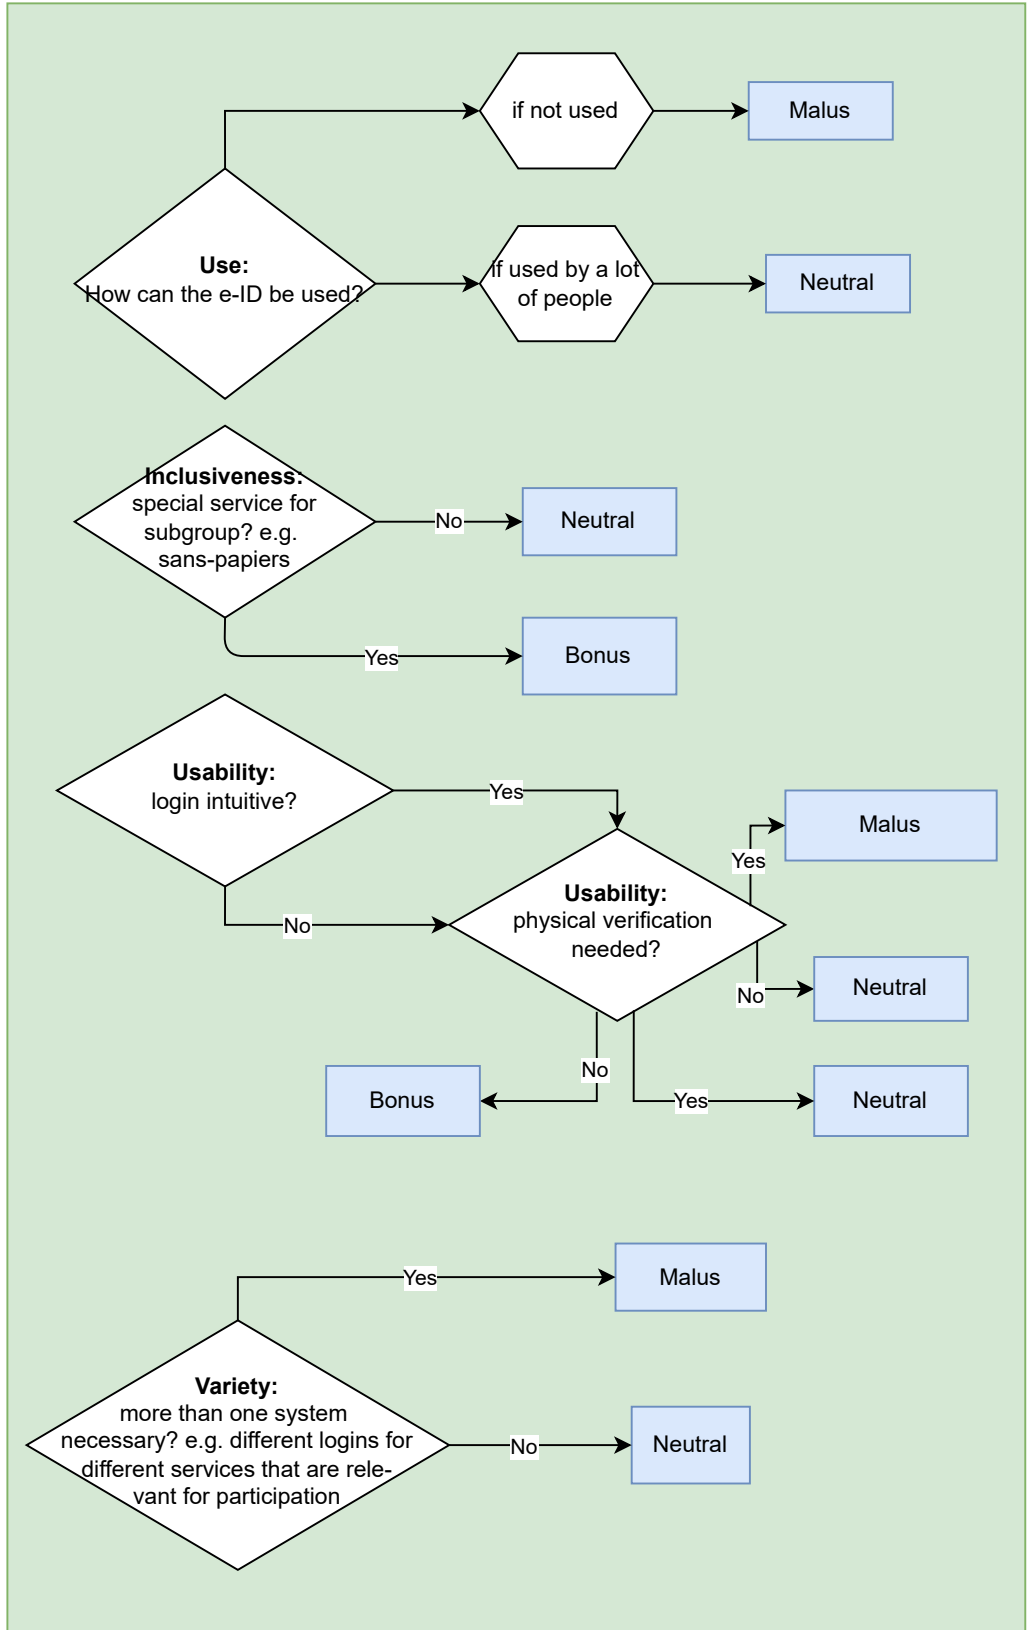 if not used
Malus
Use:
How can the e-ID be used?
if used by a lot
of people
Neutral
Inclusiveness:
special service for
subgroup? e.g.
sans-papiers
No
Neutral
Yes
Bonus
Usability:
login intuitive?
Yes
No
Usability:
physical verification
needed?
Yes
Malus
No
Neutral
No
Bonus
Yes
Neutral
Yes
Malus
Variety:
more than one system
necessary? e.g. different logins for
different services that are rele-
vant for participation
No
Neutral